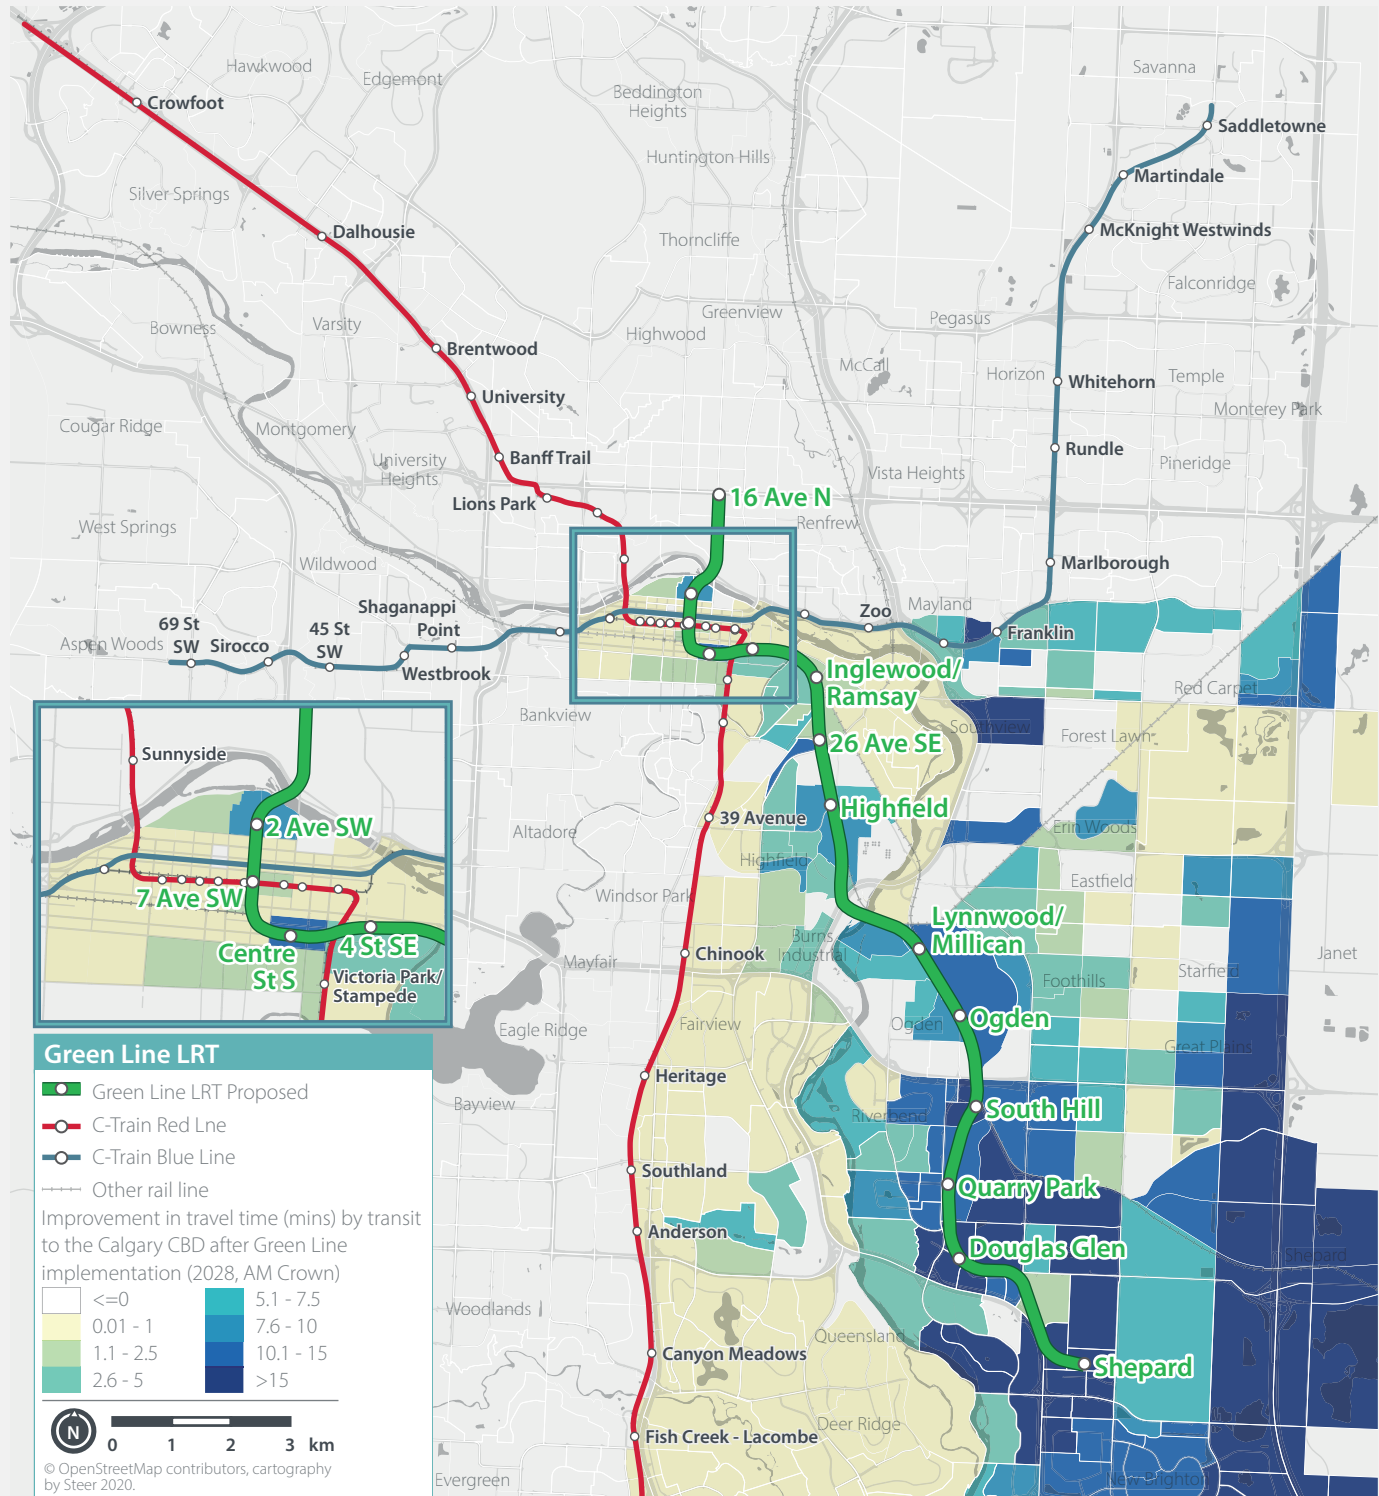 Hawkwood
Edgemont
Savanna
Beddington
Heights
Crowfoot
Saddletowne
Huntington Hills
Martindale
Silver Springs
Dalhousie
McKnight Westwinds
Thorncliffe
Falconridge
Greenview
Pegasus
Bowness
Varsity
Highwood
Brentwood
McCall
Horizon
Whitehorn
Temple
University
Monterey Park
Cougar Ridge
Montgomery
Rundle
Banff Trail
University
Heights
Vista Heights
Pineridge
16 Ave N
Lions Park
West Springs
Renfrew
Wildwood
Marlborough
Shaganappi
Point
Zoo
Mayland
69 St
SW
45 St
SW
Franklin
Aspen Woods
Sirocco
Westbrook
Inglewood/
Ramsay
Red Carpet
Bankview
Southview
Forest Lawn
26 Ave SE
Sunnyside
Highfield
39 Avenue
2 Ave SW
Altadore
Erin Woods
Highfield
Eastfield
7 Ave SW
Windsor Park
Lynnwood/
Millican
Centre
St S
4 St SE
Burns
Industrial
Chinook
Mayfair
Janet
Victoria Park/
Stampede
Foothills
Starfield
Eagle Ridge
Fairview
Ogden
Ogden
Great Plains
Heritage
Bayview
Riverbend
South Hill
Southland
Quarry Park
Anderson
Douglas Glen
Shepard
Woodlands
Queensland
Canyon Meadows
Shepard
Deer Ridge
Fish Creek - Lacombe
Evergreen
New Brighton
Green Line LRT
Green Line LRT Proposed
C-Train Red Lne
C-Train Blue Line
Other rail line
Improvement in travel time (mins) by transit
to the Calgary CBD after Green Line
implementation (2028, AM Crown)
<=0
5.1 - 7.5
0.01 - 1
7.6 - 10
1.1 - 2.5
10.1 - 15
2.6 - 5
>15
N
0 1 2 3 km
© OpenStreetMap contributors, cartography
by Steer 2020.